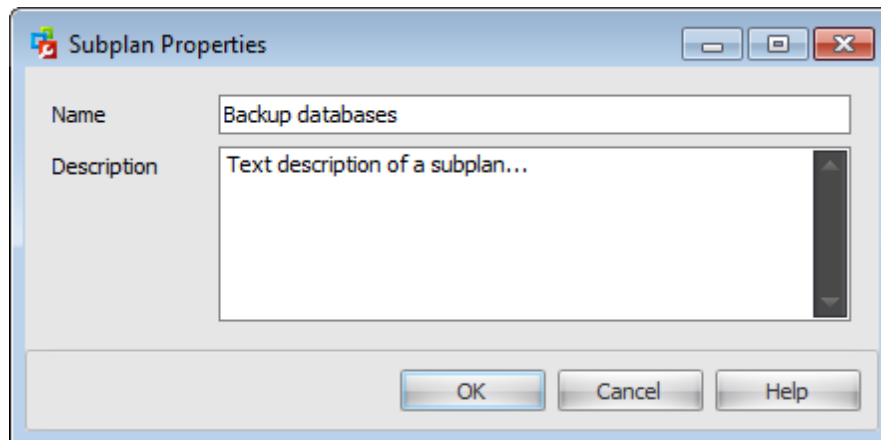 Subplan Properties
Name
Backup databases
Description
Text description of a subplan...
OK
Cancel
Help